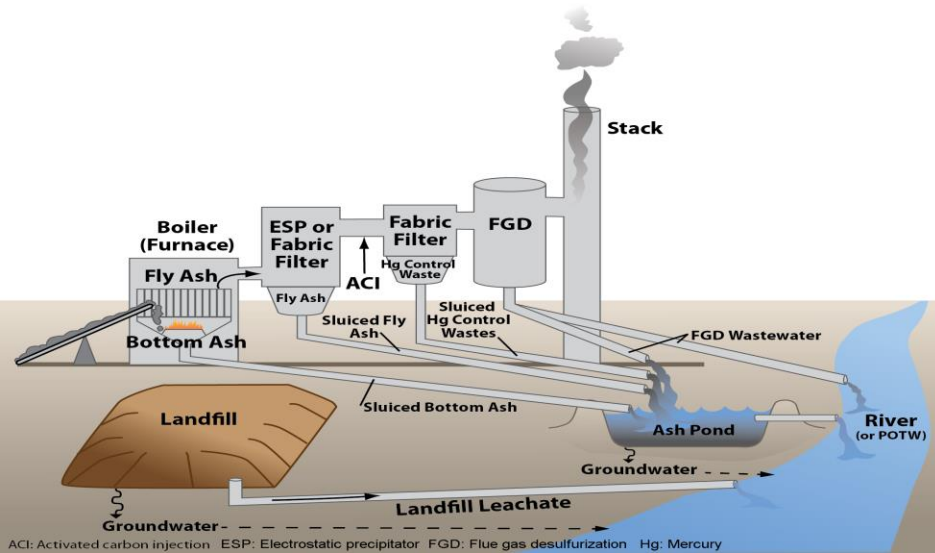 Stack
Boiler
(Furnace)
Fly Ash
Bottom Ash
ESP or
Fabric
Filter
Fly Ash
ACI
Fabric
Filter
Hg Control
Waste
FGD
Sluiced Fly
Ash
Sluiced
Hg Control
Wastes
FGD Wastewater
Sluiced Bottom Ash
Landfill
Ash Pond
River
(or POTW)
Groundwater
Landfill Leachate
Groundwater
ACI: Activated carbon injection ESP: Electrostatic precipitator FGD: Flue gas desulfurization Hg: Mercury